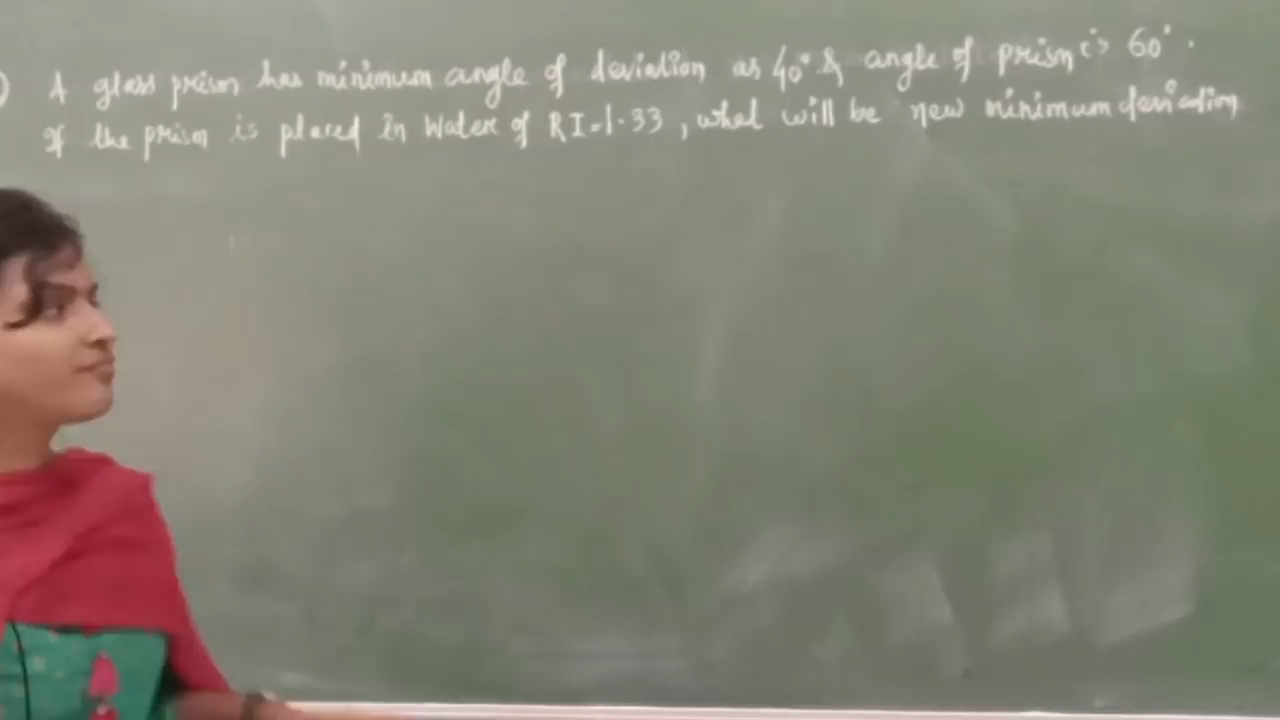 ) A glass prism has minimum angle of deviation as 40° & angle of prism is 60°.
If the prism is placed in Water of RI=1.33, what will be new minimum deviation